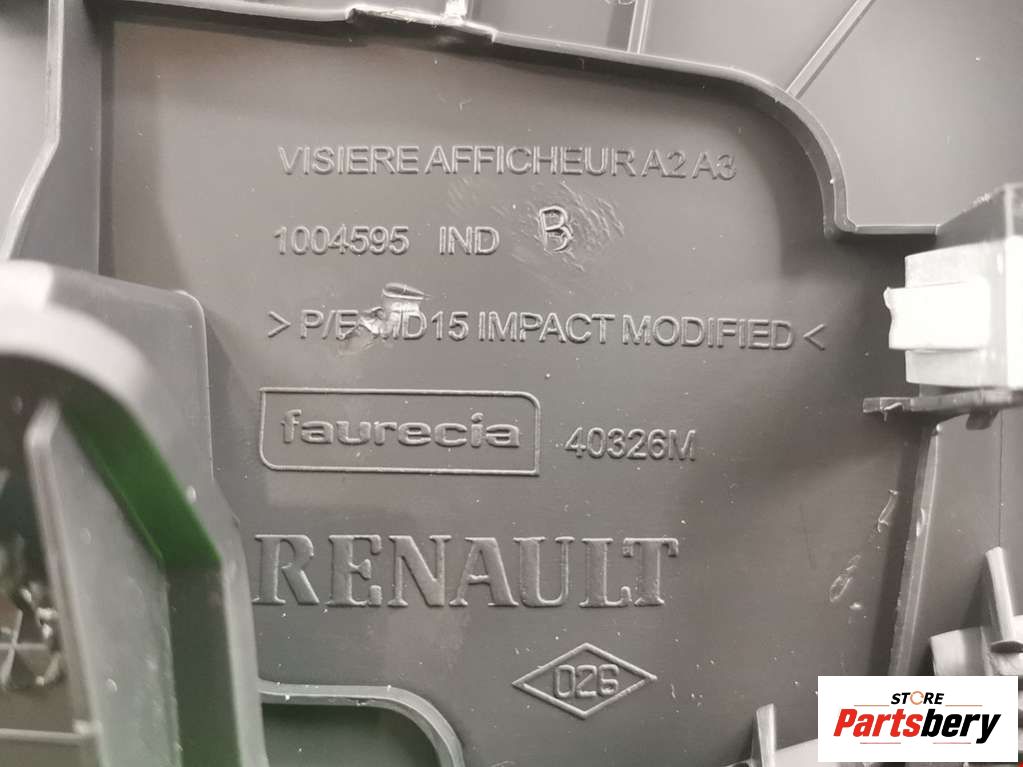 VISIERE AFFICHEUR A2 A3
1004595 IND B
IMPACT MODIFIED <
faurecia 40326M
RENAULT
026
STORE
Partsbery